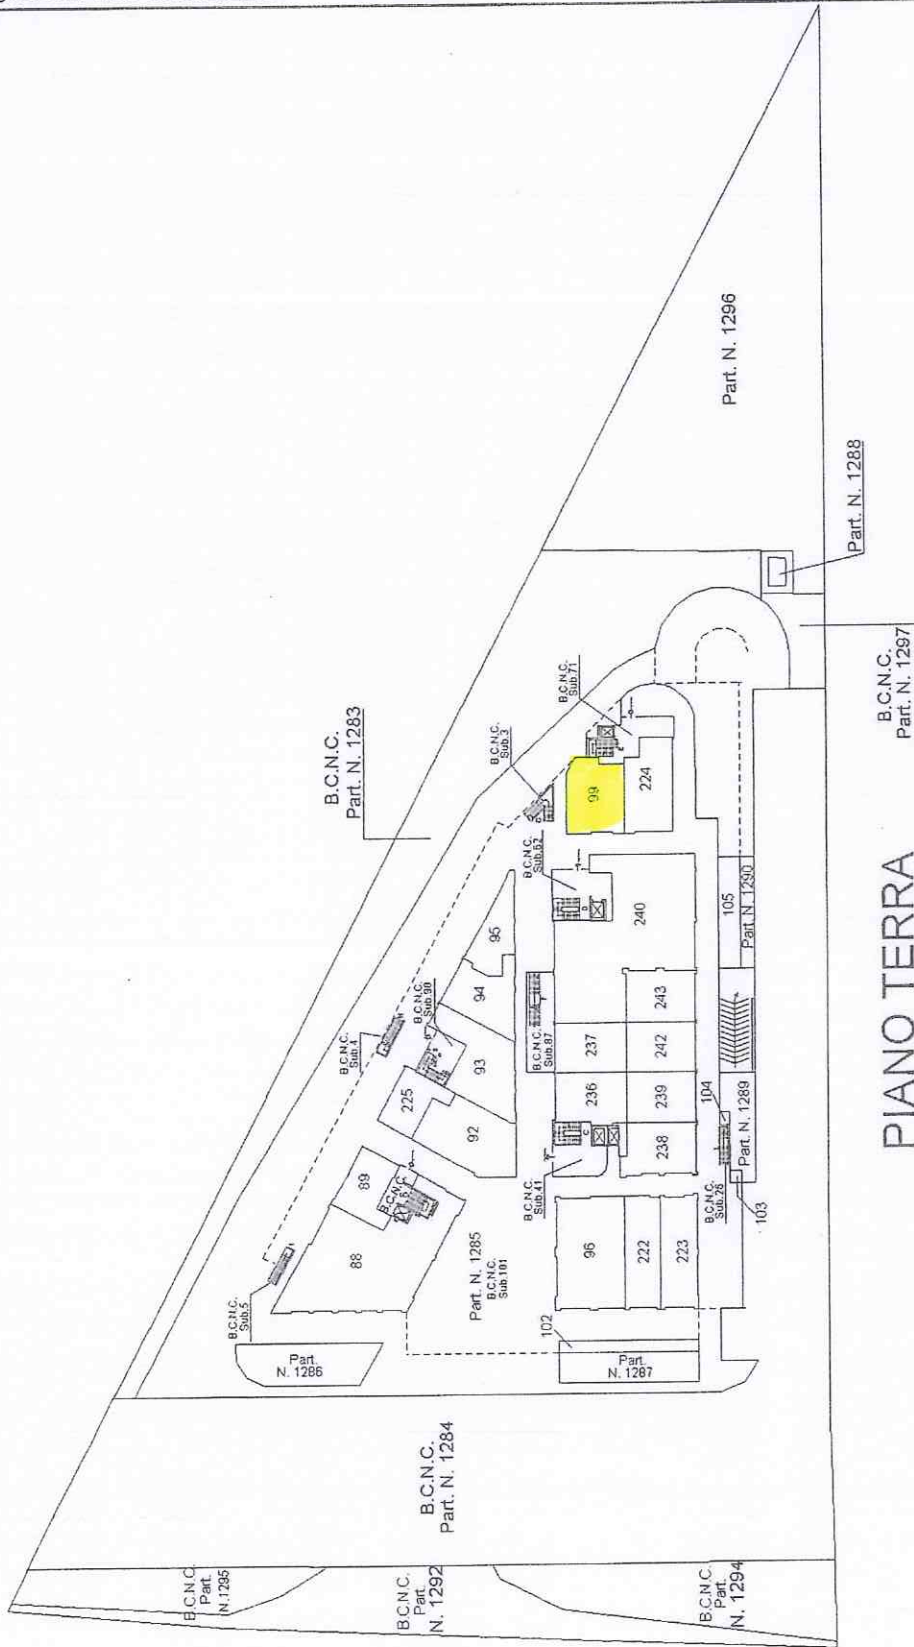 Part. N. 1296
Part. N. 1288
B.C.N.C.
Part. N. 1297
B.C.N.C.
Part. N. 1283
B.C.N.C.
Sub.71
B.C.N.C.
Sub.3
99
224
B.C.N.C.
Sub.62
240
105
Part. N. 1290
95
94
B.C.N.C.
Sub.90
93
B.C.N.C.
Sub.87
237
243
242
B.C.N.C.
Sub.4
225
92
236
239
238
104
Part. N. 1289
B.C.N.C.
Sub.41
B.C.N.C.
Sub.26
103
89
B.C.N.C.
88
Part. N. 1285
B.C.N.C.
Sub.101
96
222
223
B.C.N.C.
Sub.5
102
Part.
N. 1286
Part.
N. 1287
B.C.N.C.
Part. N. 1284
B.C.N.C.
Part.
N. 1295
B.C.N.C.
Part.
N. 1292
B.C.N.C.
Part.
N. 1294
PIANO TERRA